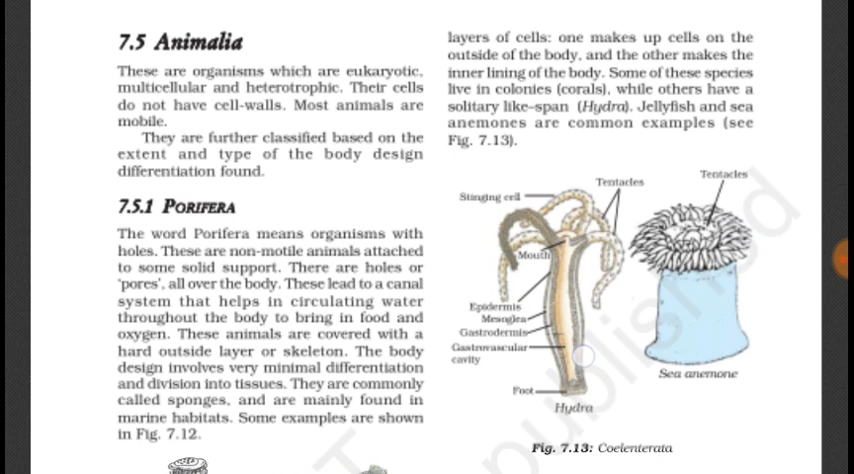 7.5 Animalia
These are organisms which are eukaryotic,
multicellular and heterotrophic. Their cells
do not have cell-walls. Most animals are
mobile.
They are further classified based on the
extent and type of the body design
differentiation found.
7.5.1 PORIFERA
The word Porifera means organisms with
holes. These are non-motile animals attached
to some solid support. There are holes or
‘pores’, all over the body. These lead to a canal
system that helps in circulating water
throughout the body to bring in food and
oxygen. These animals are covered with a
hard outside layer or skeleton. The body
design involves very minimal differentiation
and division into tissues. They are commonly
called sponges, and are mainly found in
marine habitats. Some examples are shown
in Fig. 7.12.
layers of cells: one makes up cells on the
outside of the body, and the other makes the
inner lining of the body. Some of these species
live in colonies (corals), while others have a
solitary like–span (Hydra). Jellyfish and sea
anemones are common examples (see
Fig. 7.13).
Stinging cell
Tentacles
Tentacles
Mouth
Epidermis
Mesoglea
Gastrodermis
Gastrovascular
cavity
Foot
Hydra
Sea anemone
Fig. 7.13: Coelenterata